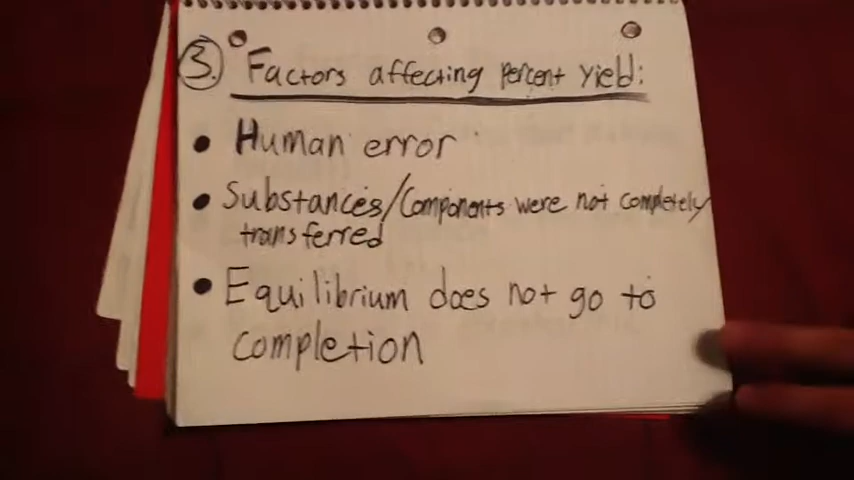 3. Factors affecting percent yield:
• Human error
• Substances/Components were not completely
transferred
• Equilibrium does not go to
completion